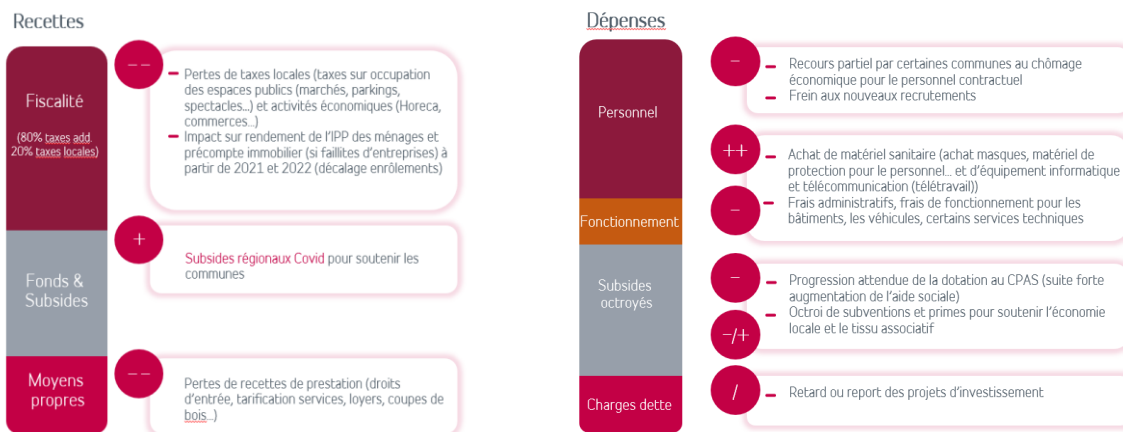 Recettes
Fiscalité
(80% taxes add.
20% taxes locales)
Fonds &
Subsides
Moyens
propres
--
– Pertes de taxes locales (taxes sur occupation
des espaces publics (marchés, parkings,
spectacles...) et activités économiques (Horeca,
commerces...)
– Impact sur rendement de l'IPP des ménages et
précompte immobilier (si faillites d'entreprises) à
partir de 2021 et 2022 (décalage enrôlements)
+
Subsides régionaux Covid pour soutenir les
communes
--
Pertes de recettes de prestation (droits
d'entrée, tarification services, loyers, coupes de
bois...)
Dépenses
Personnel
Fonctionnement
Subsides
octroyés
Charges dette
-
– Recours partiel par certaines communes au chômage
économique pour le personnel contractuel
– Frein aux nouveaux recrutements
++
– Achat de matériel sanitaire (achat masques, matériel de
protection pour le personnel... et d'équipement informatique
et télécommunication (télétravail))
-
– Frais administratifs, frais de fonctionnement pour les
bâtiments, les véhicules, certains services techniques
-
– Progression attendue de la dotation au CPAS (suite forte
augmentation de l'aide sociale)
-/+
– Octroi de subventions et primes pour soutenir l'économie
locale et le tissu associatif
/
– Retard ou report des projets d'investissement